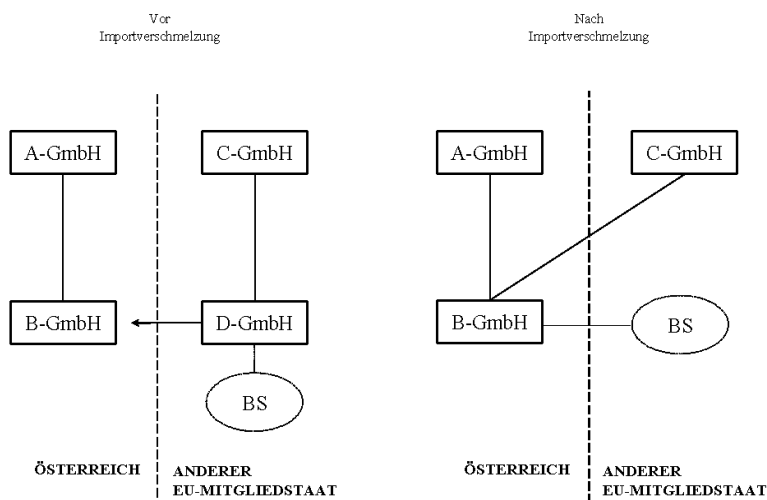 Vor
Importverschmelzung
A-GmbH
C-GmbH
B-GmbH
D-GmbH
BS
ÖSTERREICH
ANDERER
EU-MITGLIEDSTAAT
Nach
Importverschmelzung
A-GmbH
C-GmbH
B-GmbH
BS
ÖSTERREICH
ANDERER
EU-MITGLIEDSTAAT